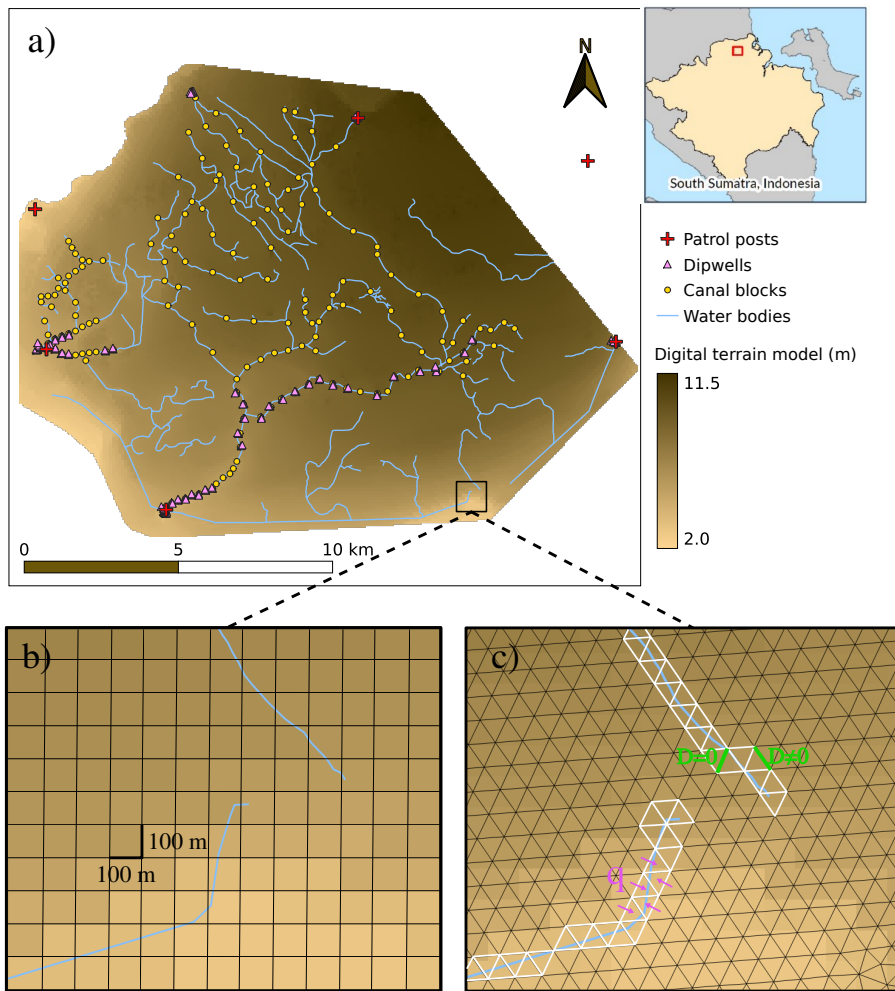 a)
N
South Sumatra, Indonesia
Patrol posts
Dipwells
Canal blocks
Water bodies
Digital terrain model (m)
11.5
2.0
0 5 10 km
b)
100 m
100 m
c)
D=0 D≠0
q